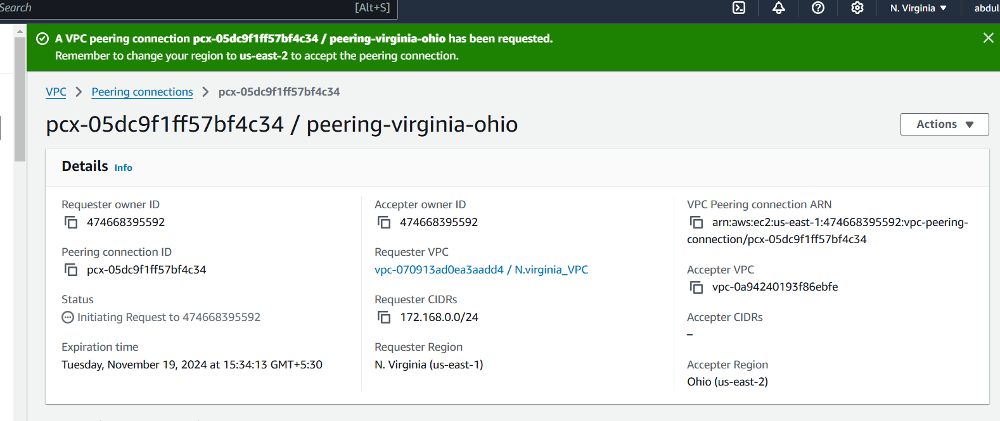 Search [Alt+S] N. Virginia abdul
A VPC peering connection pcx-05dc9f1ff57bf4c34 / peering-virginia-ohio has been requested.
Remember to change your region to us-east-2 to accept the peering connection.
VPC > Peering connections > pcx-05dc9f1ff57bf4c34
pcx-05dc9f1ff57bf4c34 / peering-virginia-ohio
Actions
Details Info
Requester owner ID
474668395592
Peering connection ID
pcx-05dc9f1ff57bf4c34
Status
Initiating Request to 474668395592
Expiration time
Tuesday, November 19, 2024 at 15:34:13 GMT+5:30
Accepter owner ID
474668395592
Requester VPC
vpc-070913ad0ea3aadd4 / N.virginia_VPC
Requester CIDRs
172.168.0.0/24
Requester Region
N. Virginia (us-east-1)
VPC Peering connection ARN
arn:aws:ec2:us-east-1:474668395592:vpc-peering-
connection/pcx-05dc9f1ff57bf4c34
Accepter VPC
vpc-0a94240193f86ebfe
Accepter CIDRs
–
Accepter Region
Ohio (us-east-2)